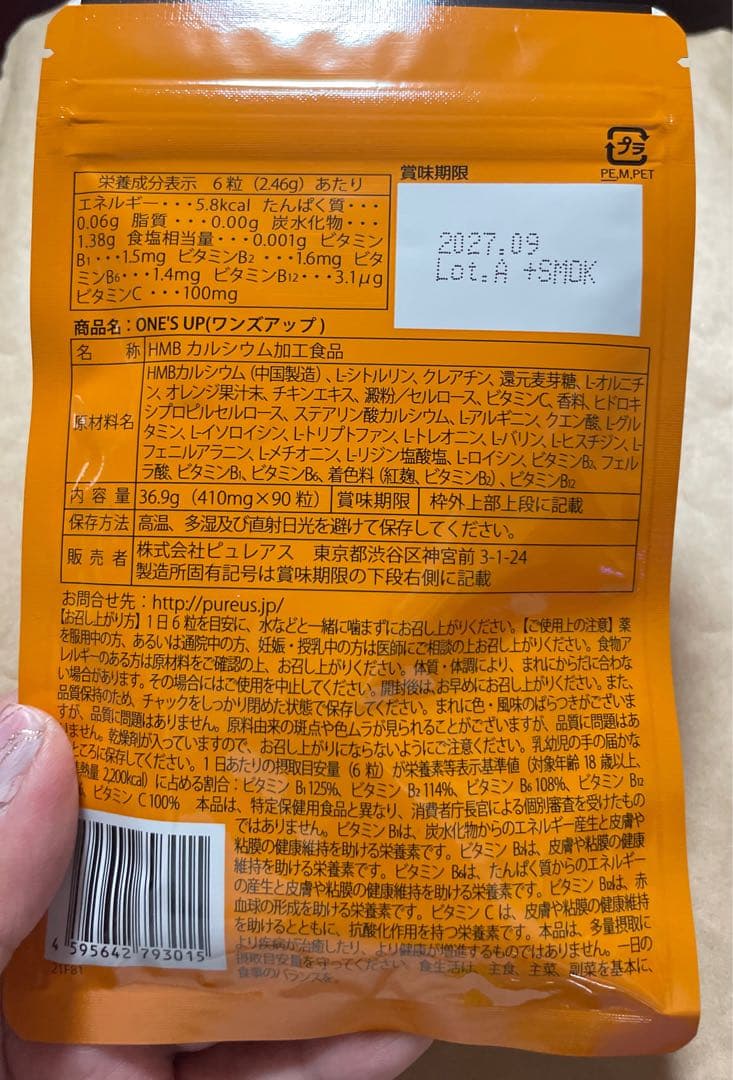 プラ
PE,M,PET
栄養成分表示 6粒（2.46g）あたり
エネルギー・・・5.8kcal たんぱく質・・・
0.06g 脂質・・・0.00g 炭水化物・・・
1.38g 食塩相当量・・・0.001g ビタミン
B1・・・1.5mg ビタミンB2・・・1.6mg ビタ
ミンB6・・・1.4mg ビタミンB12・・・3.1μg
ビタミンC・・・100mg
賞味期限
2027.09
Lot.A +SMOK
商品名：ONE'S UP(ワンズアップ)
名 称 HMB カルシウム加工食品
原材料名
HMBカルシウム（中国製造）、L-シトルリン、クレアチン、還元麦芽糖、L-オルニチ
ン、オレンジ果汁末、チキンエキス、澱粉／セルロース、ビタミンC、香料、ヒドロキ
シプロピルセルロース、ステアリン酸カルシウム、L-アルギニン、クエン酸、L-グル
タミン、L-イソロイシン、L-トリプトファン、L-トレオニン、L-バリン、L-ヒスチジン、L-
フェニルアラニン、L-メチオニン、L-リジン塩酸塩、L-ロイシン、ビタミンB2、フェル
ラ酸、ビタミンB1、ビタミンB6、着色料（紅麹、ビタミンB2）、ビタミンB12
内 容 量 36.9g（410mg×90粒） 賞味期限 枠外上部上段に記載
保存方法 高温、多湿及び直射日光を避けて保存してください。
販 売 者 株式会社ピュレアス 東京都渋谷区神宮前 3-1-24
製造所固有記号は賞味期限の下段右側に記載
お問合せ先：http://pureus.jp/
【お召し上がり方】1日6粒を目安に、水などと一緒に噛まずにお召し上がりください。【ご使用上の注意】薬
を服用中の方、あるいは通院中の方、妊娠・授乳中の方は医師にご相談の上お召し上がりください。食物ア
レルギーのある方は原材料をご確認の上、お召し上がりください。体質・体調により、まれにからだに合わな
い場合があります。その場合にはご使用を中止してください。開封後は、お早めにお召し上がりください。また、
品質保持のため、チャックをしっかり閉めた状態で保存してください。まれに色・風味のばらつきがございま
すが、品質に問題はありません。原料由来の斑点や色ムラが見られることがございますが、品質に問題はあ
りません。乾燥剤が入っていますので、お召し上がりにならないようにご注意ください。乳幼児の手の届かな
ところに保存してください。1日あたりの摂取目安量（6粒）が栄養素等表示基準値（対象年齢18歳以上、
熱量 2,200kcal）に占める割合：ビタミン B1 125%、ビタミン B2 114%、ビタミン B6 108%、ビタミン B12
、ビタミン C 100% 本品は、特定保健用食品と異なり、消費者庁長官による個別審査を受けたもの
ではありません。ビタミン B1は、炭水化物からのエネルギー産生と皮膚や
粘膜の健康維持を助ける栄養素です。ビタミン B2は、皮膚や粘膜の健康
維持を助ける栄養素です。ビタミン B6は、たんぱく質からのエネルギー
の産生と皮膚や粘膜の健康維持を助ける栄養素です。ビタミン B12は、赤
血球の形成を助ける栄養素です。ビタミン C は、皮膚や粘膜の健康維持
を助けるとともに、抗酸化作用を持つ栄養素です。本品は、多量摂取に
より疾病が治癒したり、より健康が増進するものではありません。一日の
摂取目安量を守ってください。食生活は、主食、主菜、副菜を基本に、
食事のバランスを。
4 595642 793015
21F81